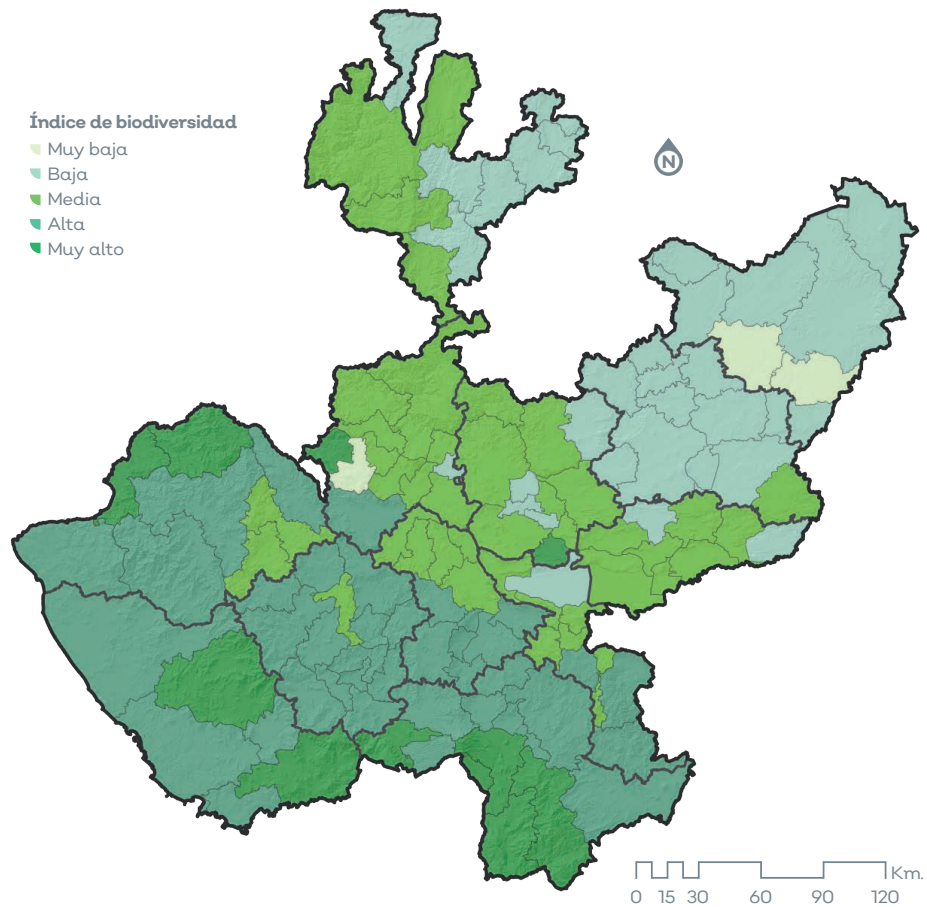 Índice de biodiversidad
Muy baja
Baja
Media
Alta
Muy alto
N
Km.
0 15 30 60 90 120